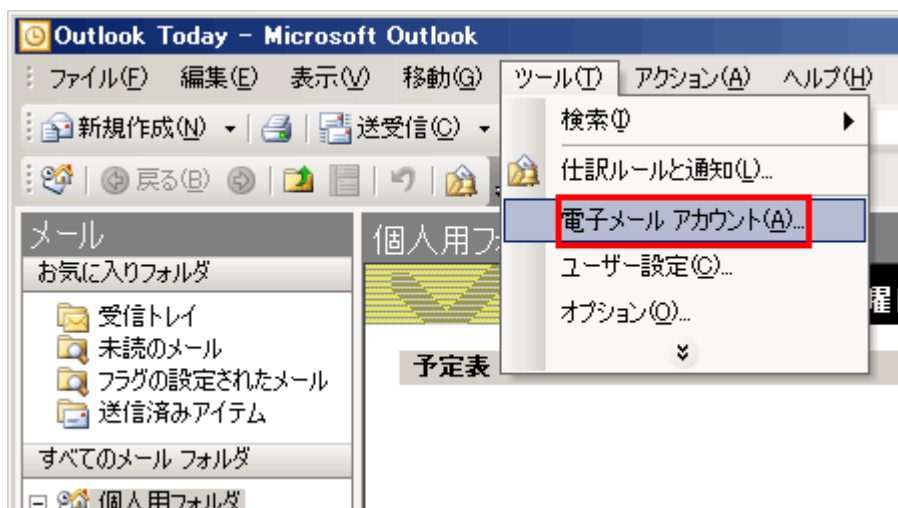 Outlook Today - Microsoft Outlook
ファイル(F) 編集(E) 表示(V) 移動(G) ツール(T) アクション(A) ヘルプ(H)
新規作成(N) 送受信(C)
戻る(B)
検索(I)
仕訳ルールと通知(L)...
電子メール アカウント(A)...
ユーザー設定(C)...
オプション(O)...
メール
お気に入りフォルダ
受信トレイ
未読のメール
フラグの設定されたメール
送信済みアイテム
すべてのメール フォルダ
個人用フォルダ
個人用フ
曜
予定表